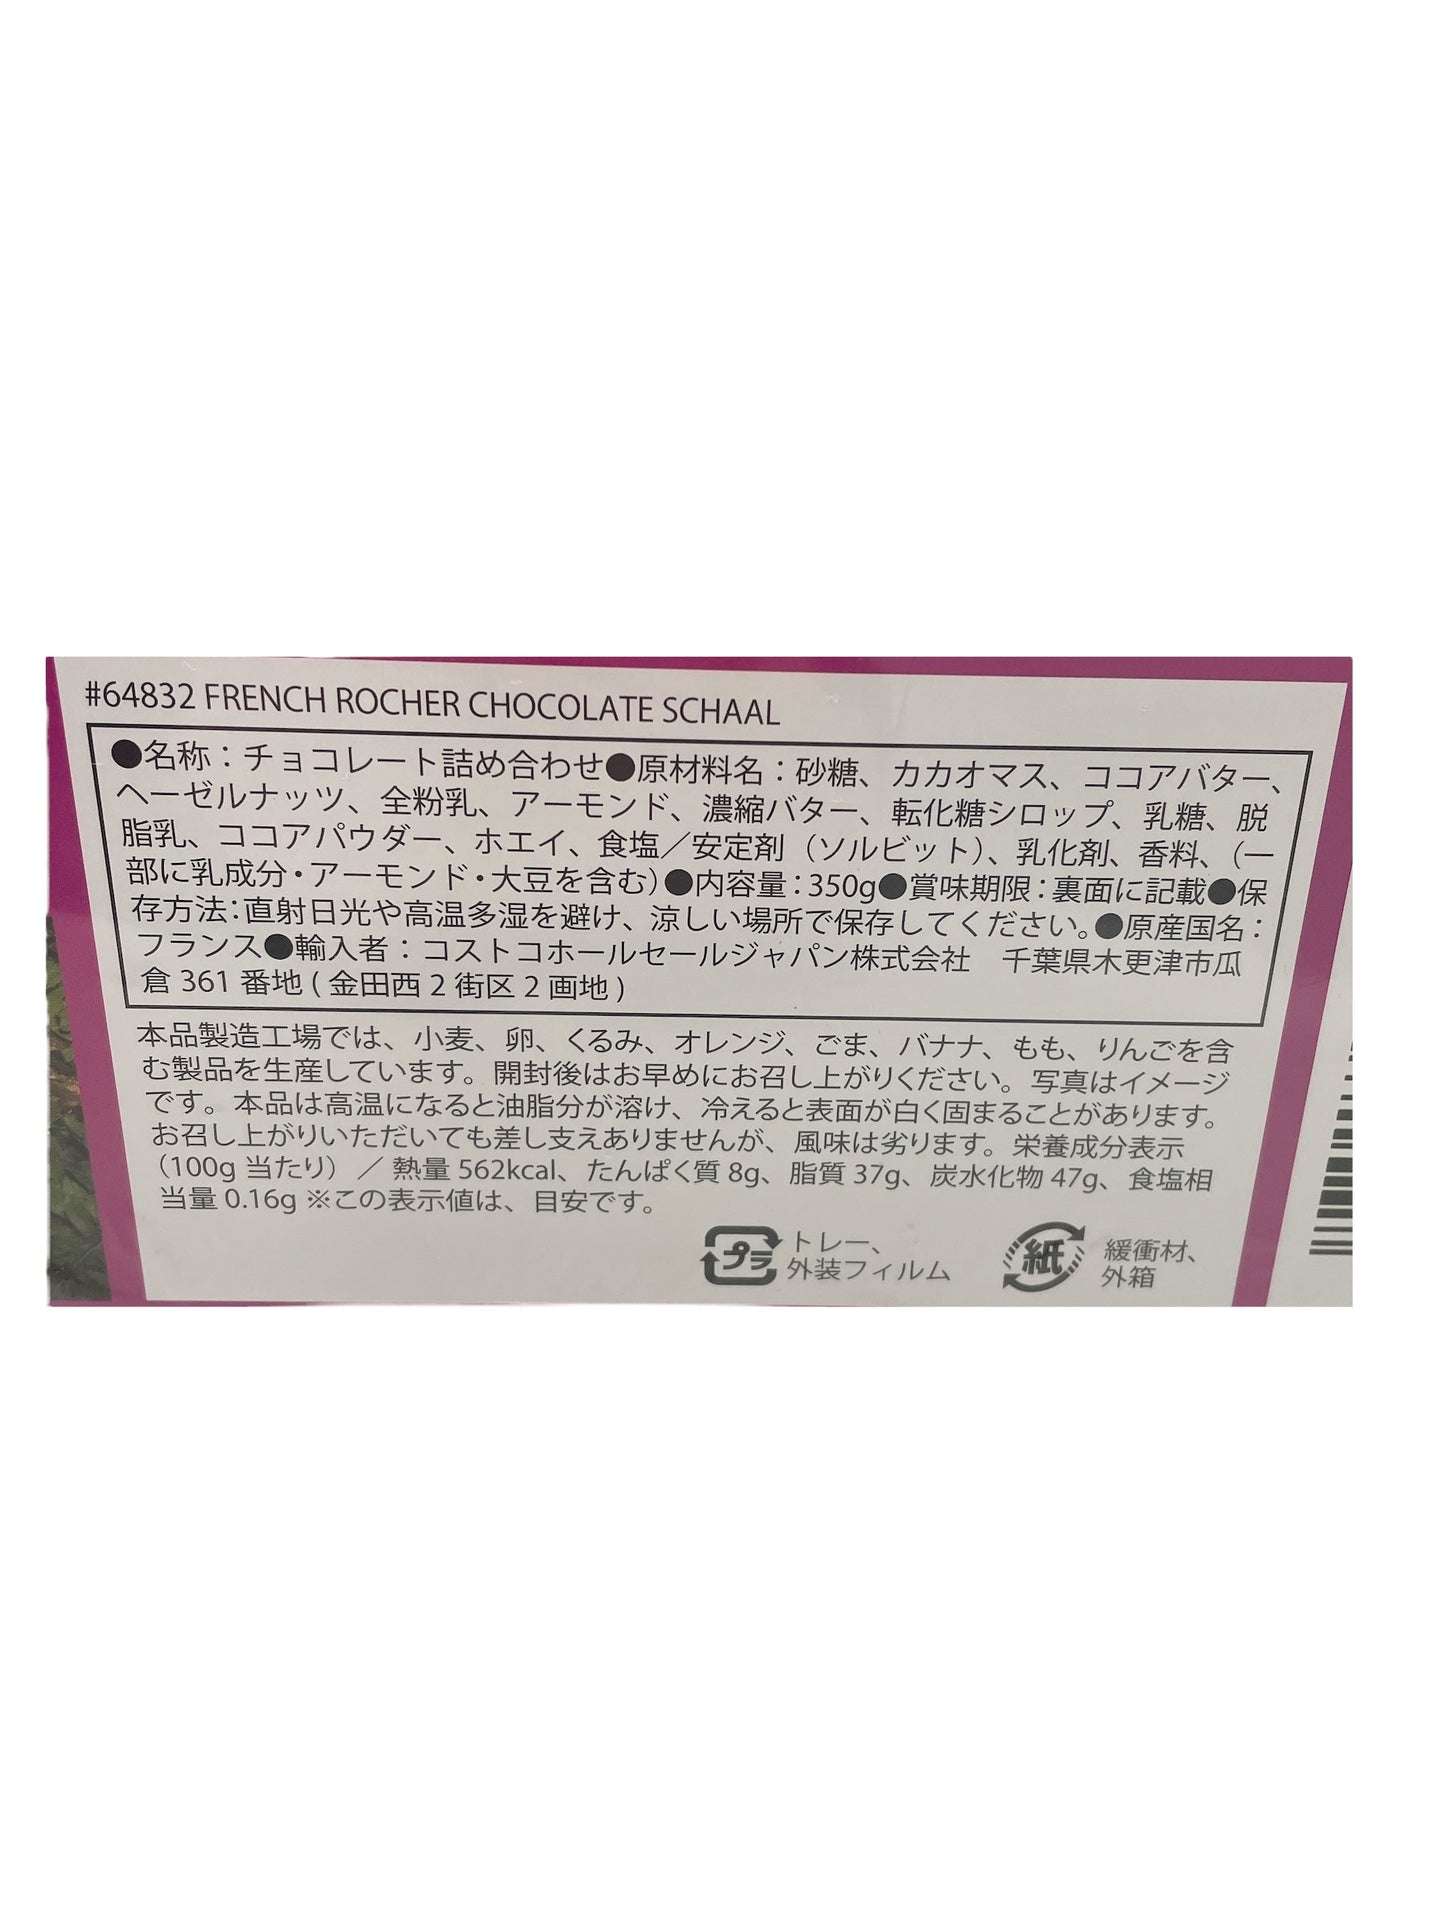 #64832 FRENCH ROCHER CHOCOLATE SCHAAL
●名称：チョコレート詰め合わせ●原材料名：砂糖、カカオマス、ココアバター、
ヘーゼルナッツ、全粉乳、アーモンド、濃縮バター、転化糖シロップ、乳糖、脱
脂乳、ココアパウダー、ホエイ、食塩／安定剤（ソルビット）、乳化剤、香料、（一
部に乳成分・アーモンド・大豆を含む）●内容量：350g●賞味期限：裏面に記載●保
存方法：直射日光や高温多湿を避け、涼しい場所で保存してください。●原産国名：
フランス●輸入者：コストコホールセールジャパン株式会社　千葉県木更津市瓜
倉 361 番地 ( 金田西 2 街区 2 画地 )
本品製造工場では、小麦、卵、くるみ、オレンジ、ごま、バナナ、もも、りんごを含
む製品を生産しています。開封後はお早めにお召し上がりください。写真はイメージ
です。本品は高温になると油脂分が溶け、冷えると表面が白く固まることがあります。
お召し上がりいただいても差し支えありませんが、風味は劣ります。栄養成分表示
（100g 当たり）／ 熱量 562kcal、たんぱく質 8g、脂質 37g、炭水化物 47g、食塩相
当量 0.16g ※この表示値は、目安です。
プラ トレー、
外装フィルム
紙 緩衝材、
外箱